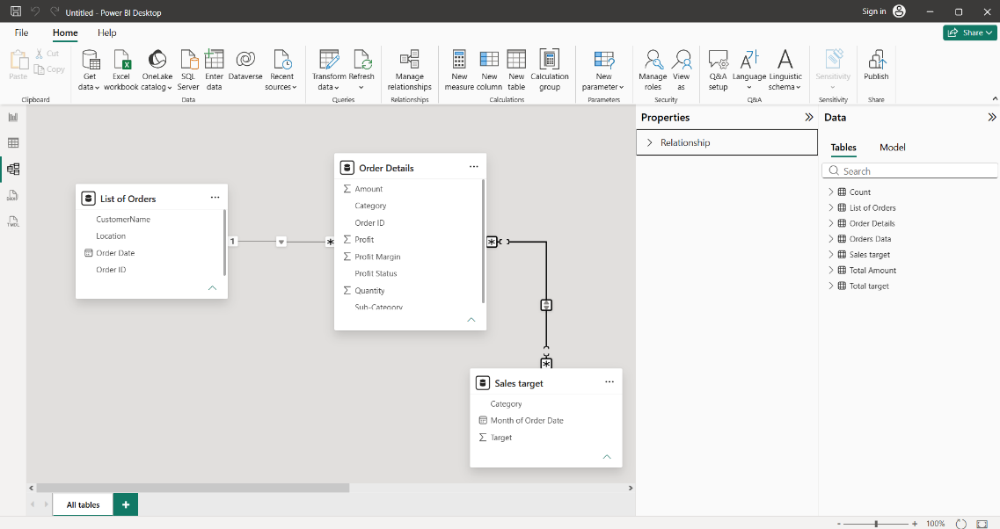 Untitled - Power BI Desktop
Sign in
File
Home
Help
Share
Paste
Cut
Copy
Get data
Excel workbook
OneLake catalog
SQL Server
Enter data
Dataverse
Recent sources
Transform data
Refresh
Manage relationships
New measure
New column
New table
Calculation group
New parameter
Manage roles
View as
Q&A setup
Language
Linguistic schema
Sensitivity
Publish
Clipboard
Data
Queries
Relationships
Calculations
Parameters
Security
Q&A
Sensitivity
Share
List of Orders
CustomerName
Location
Order Date
Order ID
1
*
Order Details
Amount
Category
Order ID
Profit
Profit Margin
Profit Status
Quantity
Sub-Category
*
*
Sales target
Category
Month of Order Date
Target
Properties
Relationship
Data
Tables
Model
Search
Count
List of Orders
Order Details
Orders Data
Sales target
Total Amount
Total target
DAX
TMDL
All tables
+
- + 100%